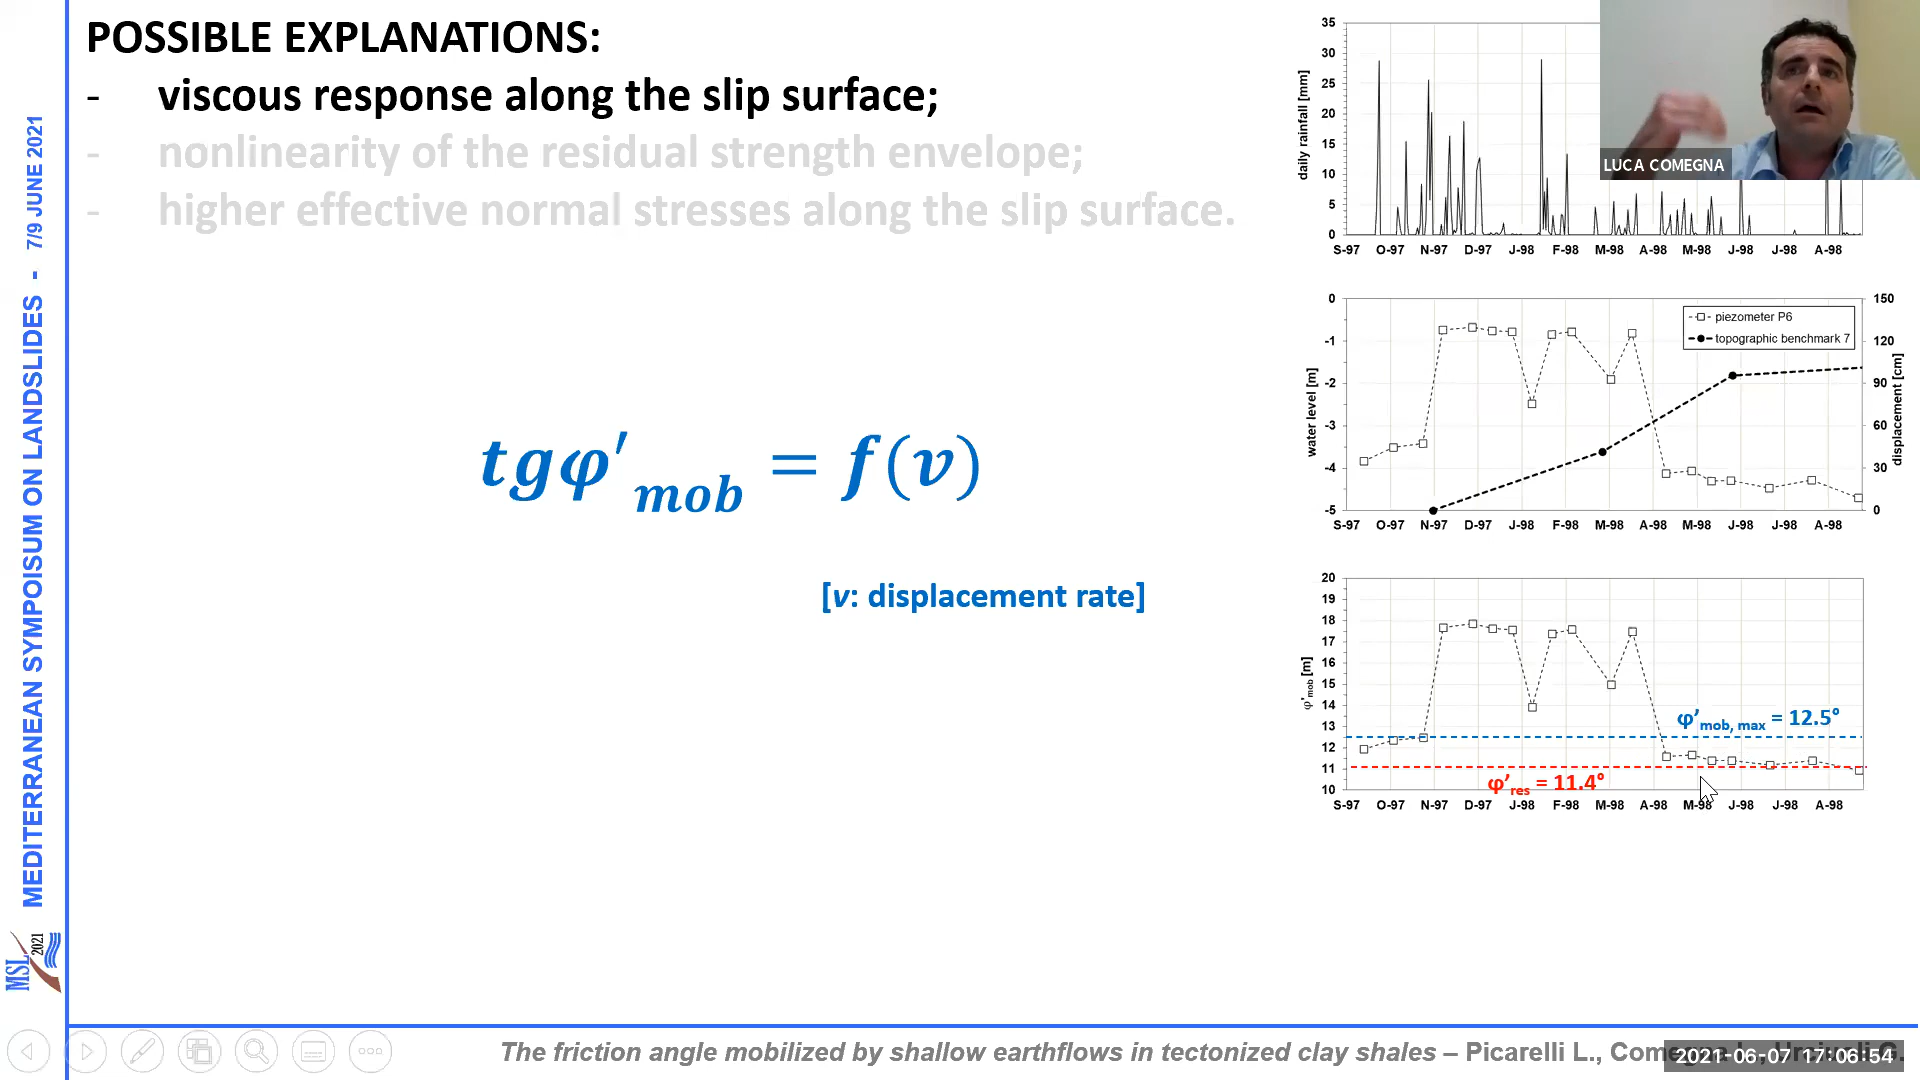 POSSIBLE EXPLANATIONS:
- viscous response along the slip surface;
- nonlinearity of the residual strength envelope;
- higher effective normal stresses along the slip surface.
tgφ'mob = f(v)
[v: displacement rate]
MEDITERRANEAN SYMPOISUM ON LANDSLIDES - 7/9 JUNE 2021
MSL 2021
LUCA COMEGNA
daily rainfall [mm]
35
30
25
20
15
10
5
0
S-97 O-97 N-97 D-97 J-98 F-98 M-98 A-98 M-98 J-98 J-98 A-98
water level [m]
0
-1
-2
-3
-4
-5
piezometer P6
topographic benchmark 7
150
120
90
60
30
0
displacement [cm]
S-97 O-97 N-97 D-97 J-98 F-98 M-98 A-98 M-98 J-98 J-98 A-98
φ'mob [m]
20
19
18
17
16
15
14
13
12
11
10
φ'mob, max = 12.5°
φ'res = 11.4°
S-97 O-97 N-97 D-97 J-98 F-98 M-98 A-98 M-98 J-98 J-98 A-98
The friction angle mobilized by shallow earthflows in tectonized clay shales – Picarelli L.,
2021-06-07 17:06:54